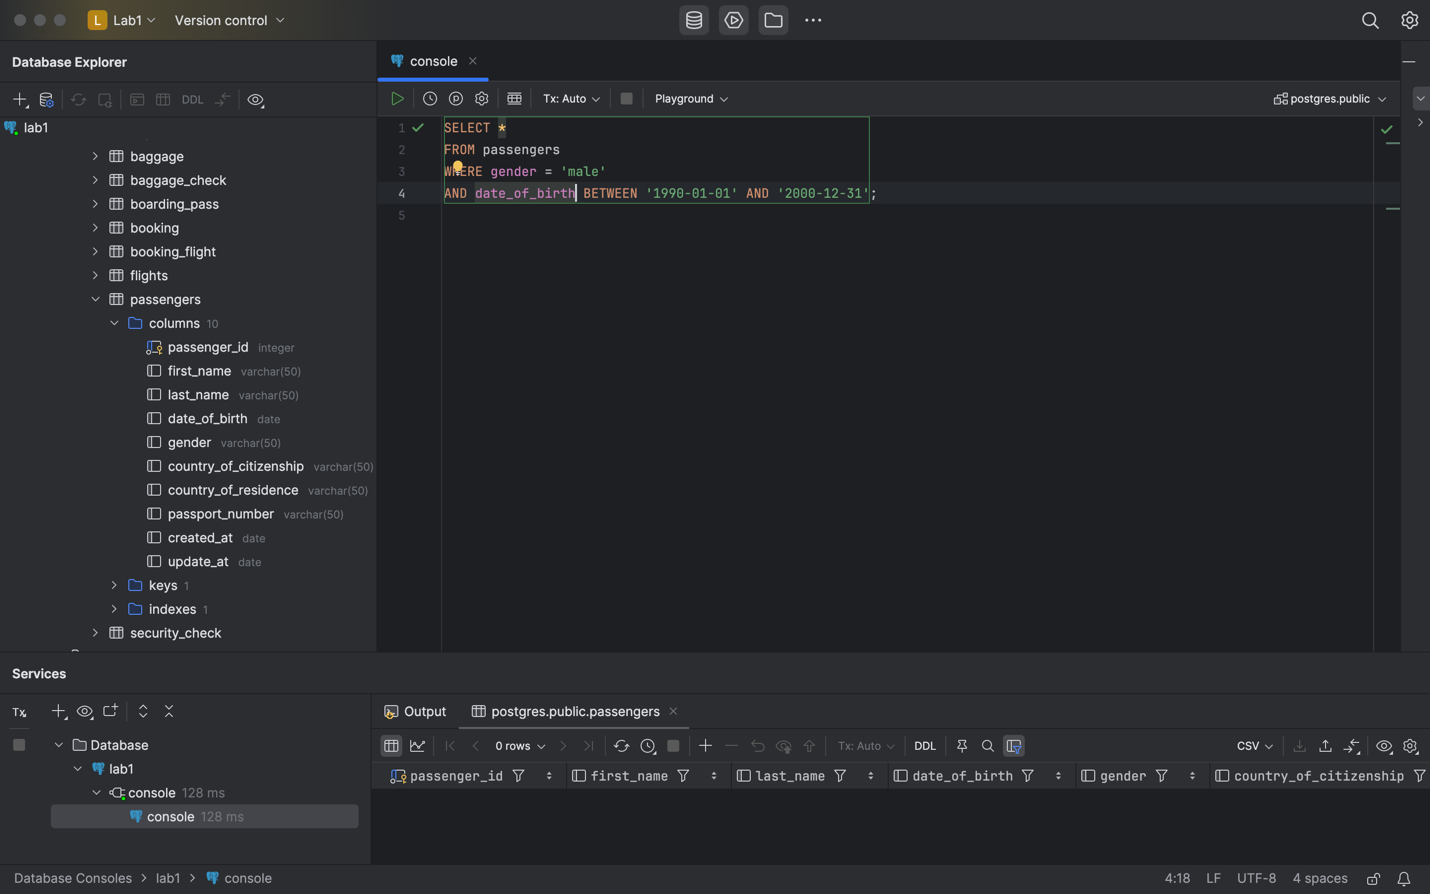 L Lab1 Version control
Database Explorer
console
DDL
Tx: Auto Playground postgres.public
lab1
baggage
baggage_check
boarding_pass
booking
booking_flight
flights
passengers
columns 10
passenger_id integer
first_name varchar(50)
last_name varchar(50)
date_of_birth date
gender varchar(50)
country_of_citizenship varchar(50)
country_of_residence varchar(50)
passport_number varchar(50)
created_at date
update_at date
keys 1
indexes 1
security_check
1 SELECT *
2 FROM passengers
3 WHERE gender = 'male'
4 AND date_of_birth BETWEEN '1990-01-01' AND '2000-12-31';
5
Services
Tx
Database
lab1
console 128 ms
console 128 ms
Output postgres.public.passengers
0 rows Tx: Auto DDL CSV
passenger_id first_name last_name date_of_birth gender country_of_citizenship
Database Consoles > lab1 > console 4:18 LF UTF-8 4 spaces